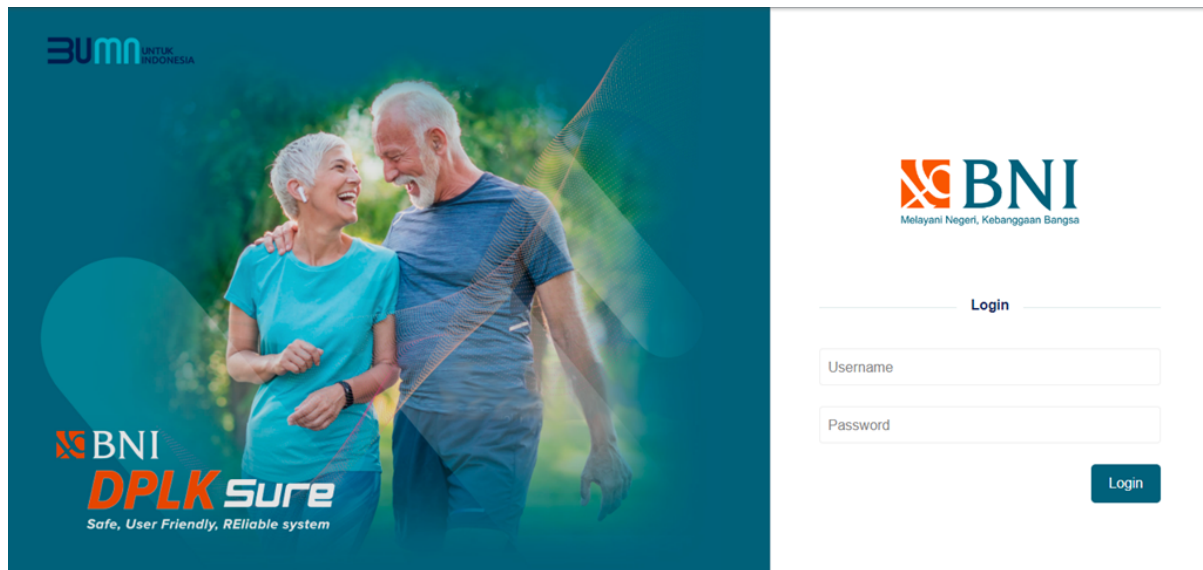 BUMN UNTUK
INDONESIA
BNI
DPLK Sure
Safe, User Friendly, REliable system
BNI
Melayani Negeri, Kebanggaan Bangsa
Login
Username
Password
Login